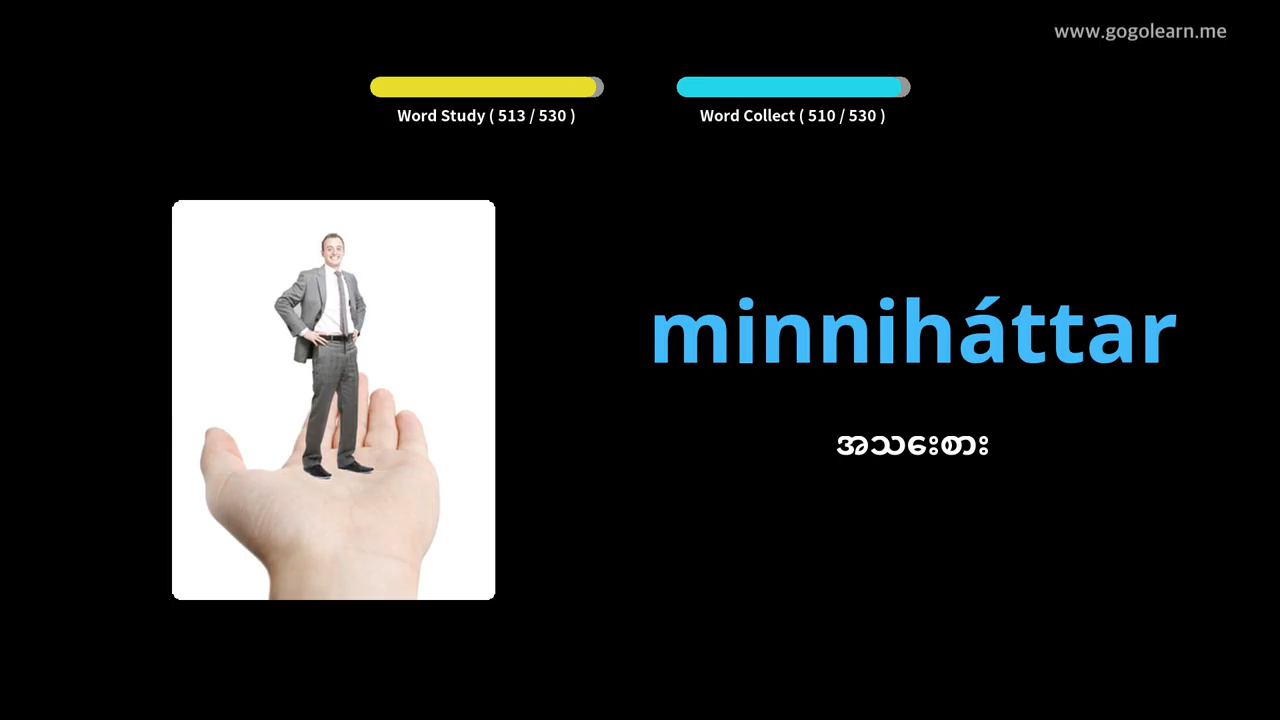 www.gogolearn.me
Word Study ( 513 / 530 )
Word Collect ( 510 / 530 )
minniháttar
အသေးစား